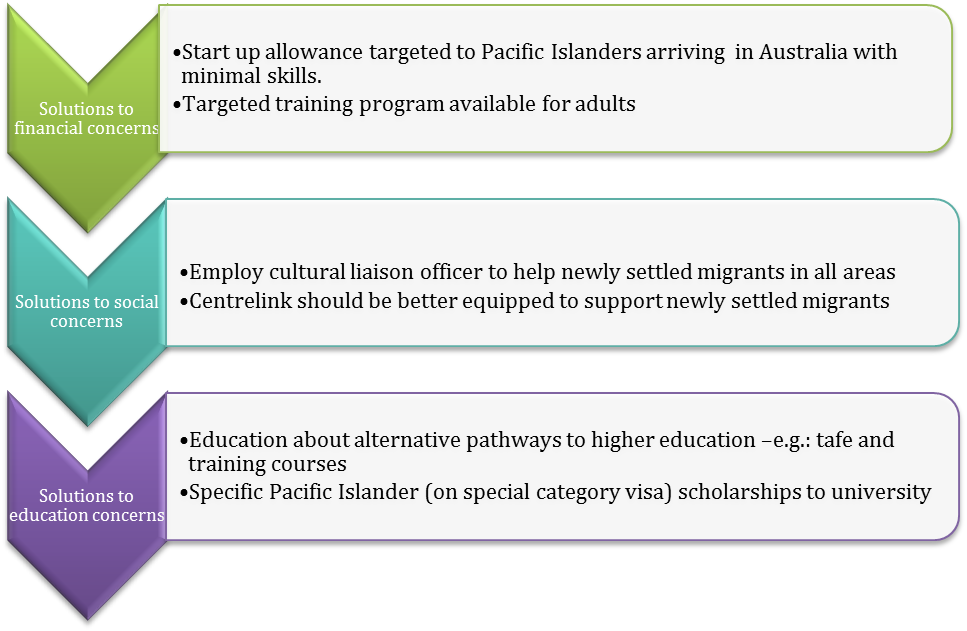 Solutions to
financial concerns
•Start up allowance targeted to Pacific Islanders arriving  in Australia with
minimal skills.
•Targeted training program available for adults
Solutions to social
concerns
•Employ cultural liaison officer to help newly settled migrants in all areas
•Centrelink should be better equipped to support newly settled migrants
Solutions to
education concerns
•Education about alternative pathways to higher education –e.g.: tafe and
training courses
•Specific Pacific Islander (on special category visa) scholarships to university